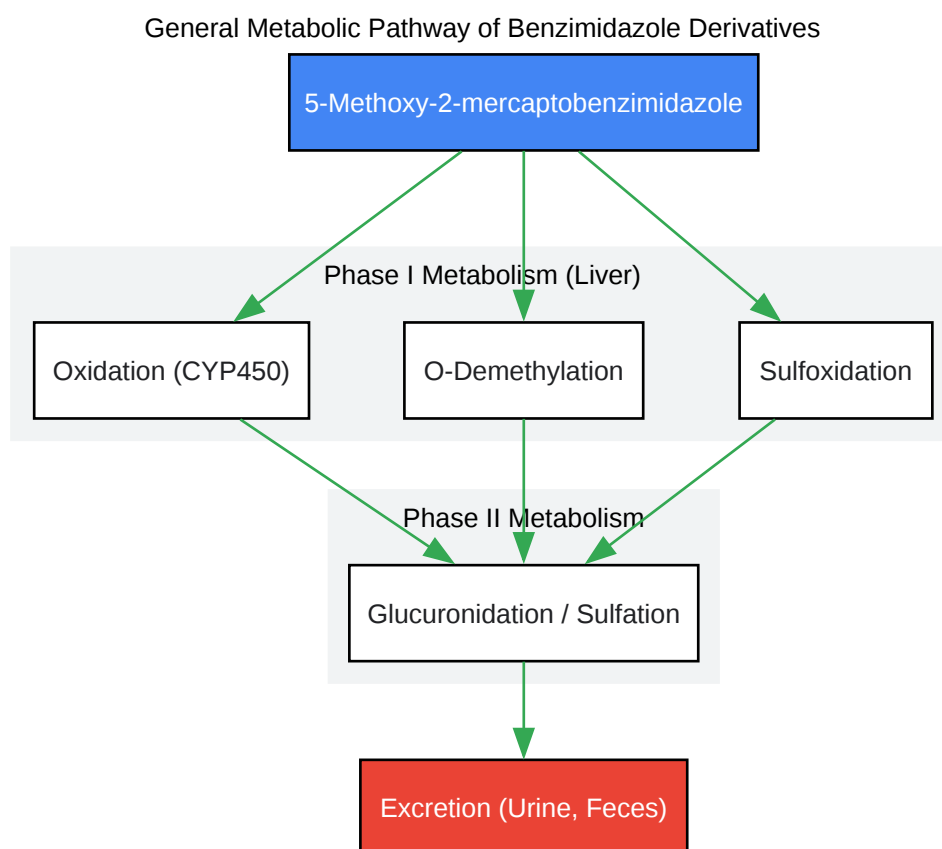 General Metabolic Pathway of Benzimidazole Derivatives
5-Methoxy-2-mercaptobenzimidazole
Phase I Metabolism (Liver)
Oxidation (CYP450)
O-Demethylation
Sulfoxidation
Phase II Metabolism
Glucuronidation / Sulfation
Excretion (Urine, Feces)